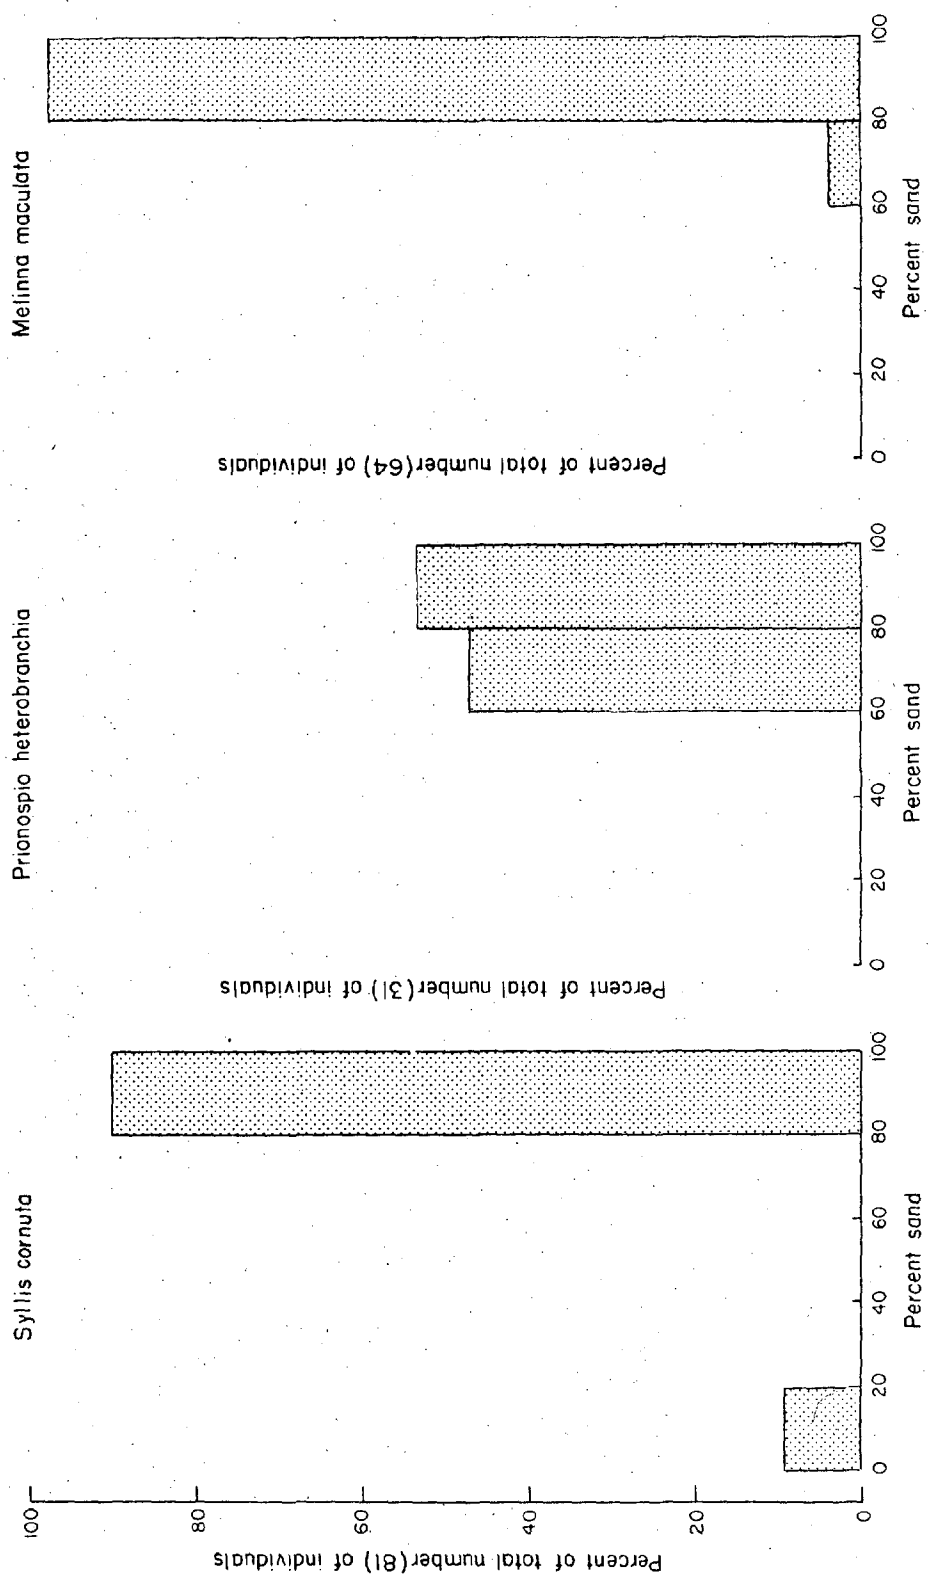 Syllis cornuta
Percent of total number(81) of individuals
100
80
60
40
20
0
0 20 40 60 80 100
Percent sand
Prionospio heterobranchia
Percent of total number(31) of individuals
0 20 40 60 80 100
Percent sand
Melinna maculata
Percent of total number(64) of individuals
0 20 40 60 80 100
Percent sand